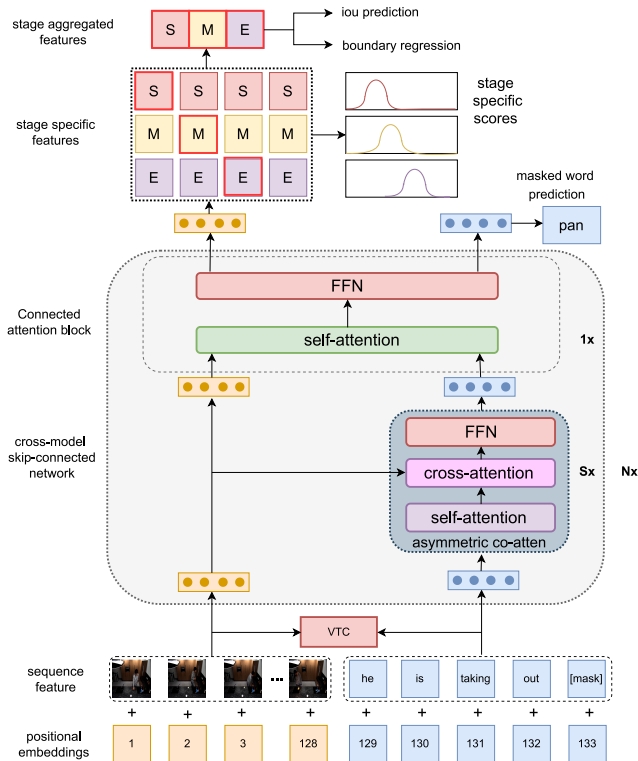 stage aggregated
features
S M E
iou prediction
boundary regression
stage specific
features
S S S S
M M M M
E E E E
stage
specific
scores
masked word
prediction
pan
Connected
attention block
FFN
self-attention
1x
cross-model
skip-connected
network
FFN
cross-attention
self-attention
asymmetric co-atten
Sx
Nx
VTC
sequence
feature
... he is taking out [mask]
+ + + + + + + + +
positional
embeddings
1 2 3 128 129 130 131 132 133